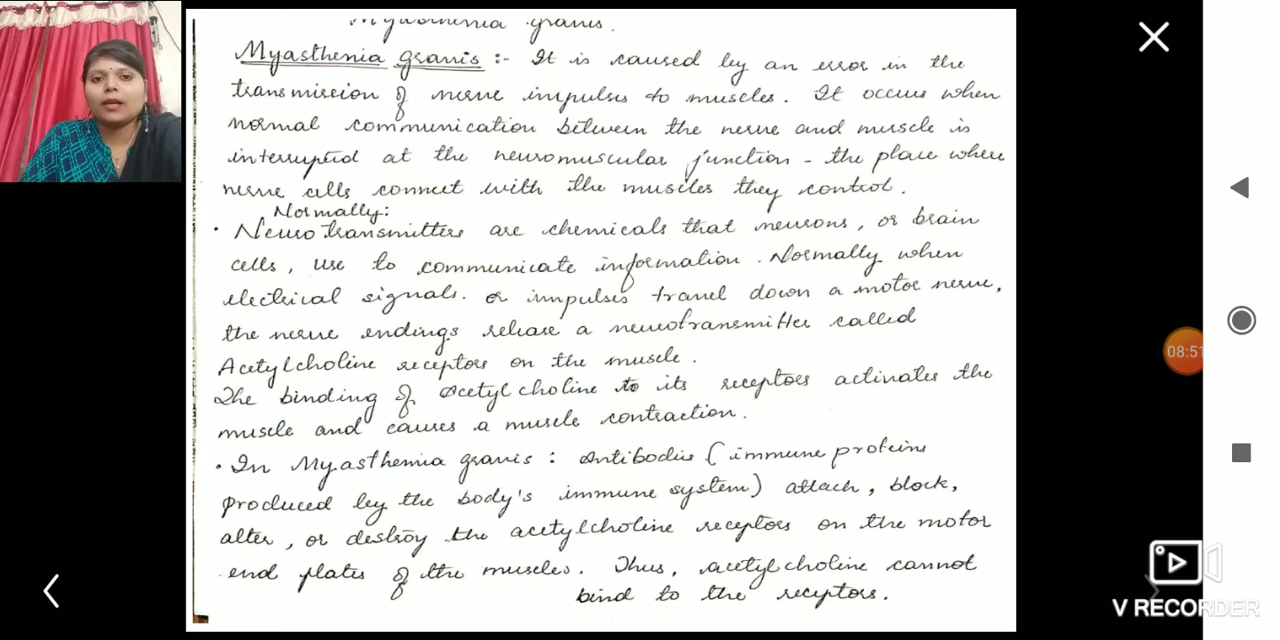 Myasthenia gravis.
Myasthenia gravis :- It is caused by an error in the
transmission of nerve impulses to muscles. It occurs when
normal communication between the nerve and muscle is
interrupted at the neuromuscular junction - the place where
nerve cells connect with the muscles they control.
Normally:
• Neurotransmitters are chemicals that neurons, or brain
cells, use to communicate information. Normally when
electrical signals. or impulses travel down a motor nerve,
the nerve endings release a neurotransmitter called
Acetylcholine receptors on the muscle.
The binding of acetylcholine to its receptors activates the
muscle and causes a muscle contraction.
• In Myasthemia gravis : Antibodies (immune proteins
produced by the body's immune system) attach, block,
alter, or destroy the acetylcholine receptors on the motor
end plates of the muscles. Thus, acetylcholine cannot
bind to the receptors.
08:51
V RECORDER